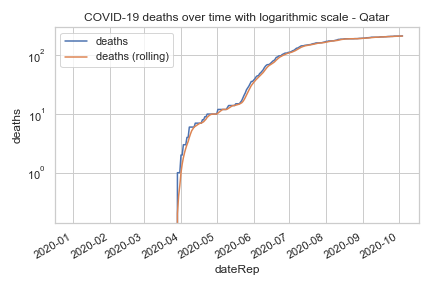 COVID-19 deaths over time with logarithmic scale - Qatar
deaths
deaths (rolling)
10²
10¹
10⁰
deaths
2020-01
2020-02
2020-03
2020-04
2020-05
2020-06
2020-07
2020-08
2020-09
2020-10
dateRep